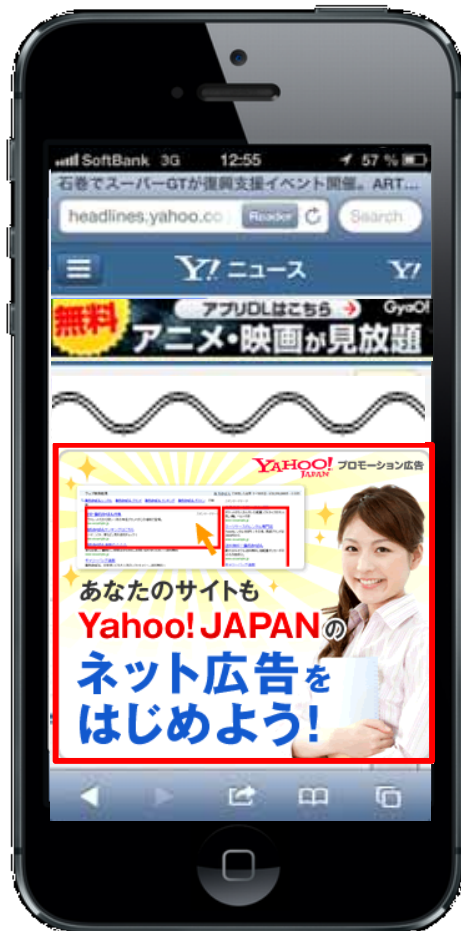 SoftBank 3G 12:55 57 %
石巻でスーパーGTが復興支援イベント開催。ART...
headlines.yahoo.co Reader Search
Y! ニュース Y!
無料 アプリDLはこちら GyaO!
アニメ・映画が見放題
YAHOO! JAPAN プロモーション広告
あなたのサイトも
Yahoo! JAPANの
ネット広告を
はじめよう!